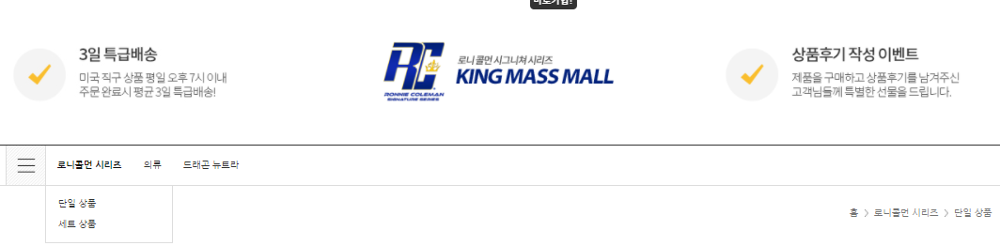 바로가입!
3일 특급배송
미국 직구 상품 평일 오후 7시 이내
주문 완료시 평균 3일 특급배송!
RC
RONNIE COLEMAN
SIGNATURE SERIES
로니 콜먼 시그니쳐 시리즈
KING MASS MALL
상품후기 작성 이벤트
제품을 구매하고 상품후기를 남겨주신
고객님들께 특별한 선물을 드립니다.
로니콜먼 시리즈 의류 드래곤 뉴트라
단일 상품
세트 상품
홈 > 로니콜먼 시리즈 > 단일 상품